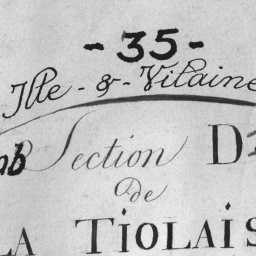 - 35 -
Ille - & - Vilaine
Section D
de
LA TIOLAIS